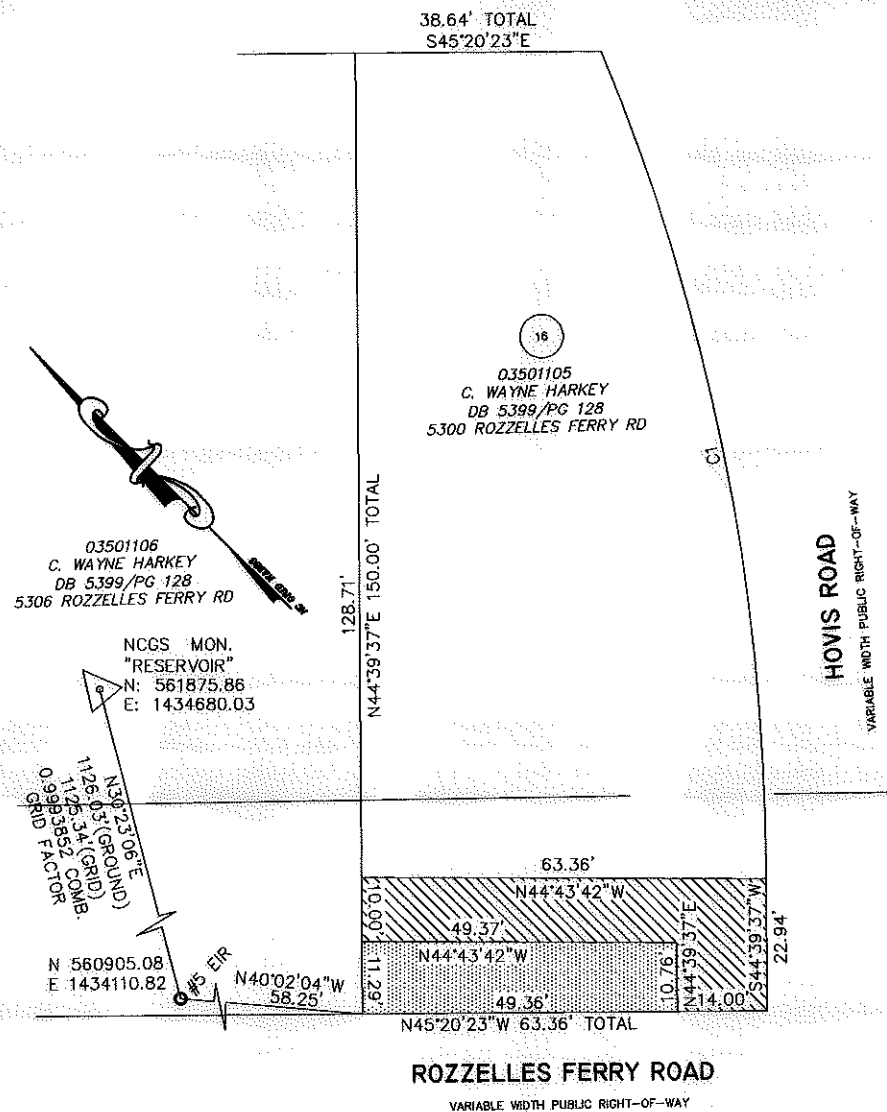 38.64' TOTAL
S45°20'23"E
16
03501105
C. WAYNE HARKEY
DB 5399/PG 128
5300 ROZZELLES FERRY RD
C1
128.71'
N44°39'37"E 150.00' TOTAL
03501106
C. WAYNE HARKEY
DB 5399/PG 128
5306 ROZZELLES FERRY RD
NCGS MON.
"RESERVOIR"
N: 561875.86
E: 1434680.03
HOVIS ROAD
VARIABLE WIDTH PUBLIC RIGHT-OF-WAY
N30°23'06"E
1126.03'(GROUND)
1125.34'(GRID)
0.99993852 COMB.
GRID FACTOR
63.36'
N44°43'42"W
10.00'
49.37'
N44°43'42"W
11.29'
49.36'
10.76'
N44°39'37"E
14.00'
S44°39'37"W
22.94'
N 560905.08
E 1434110.82
#5 EIR
N40°02'04"W
58.25'
N45°20'23"W 63.36' TOTAL
ROZZELLES FERRY ROAD
VARIABLE WIDTH PUBLIC RIGHT-OF-WAY